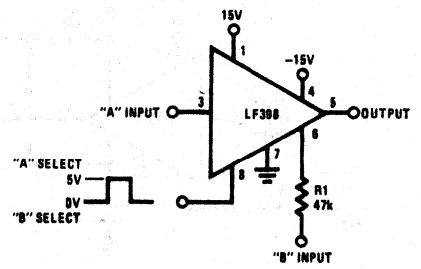 15V
1
-15V
4
"A" INPUT
3
LF398
5
OUTPUT
6
7
8
"A" SELECT
5V
0V
"B" SELECT
R1
47k
"B" INPUT